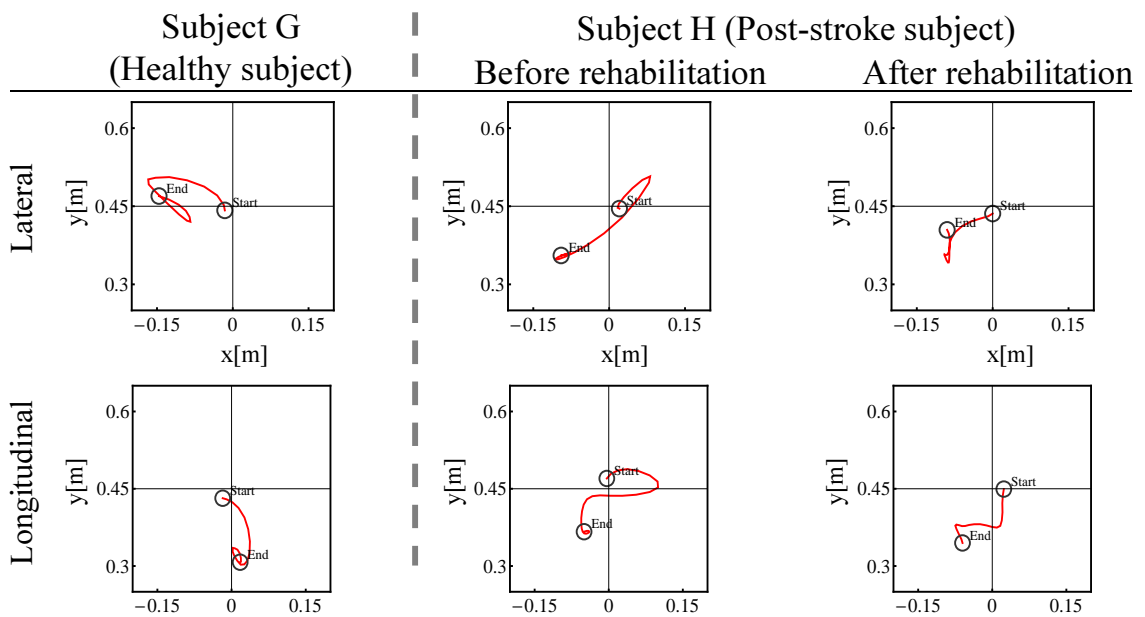 Subject G
(Healthy subject)
Subject H (Post-stroke subject)
Before rehabilitation
After rehabilitation
Lateral
y[m]
0.6
0.45
0.3
−0.15
0
0.15
x[m]
End
Start
y[m]
0.6
0.45
0.3
−0.15
0
0.15
x[m]
Start
End
y[m]
0.6
0.45
0.3
−0.15
0
0.15
x[m]
Start
End
Longitudinal
y[m]
0.6
0.45
0.3
−0.15
0
0.15
x[m]
Start
End
y[m]
0.6
0.45
0.3
−0.15
0
0.15
x[m]
Start
End
y[m]
0.6
0.45
0.3
−0.15
0
0.15
x[m]
Start
End